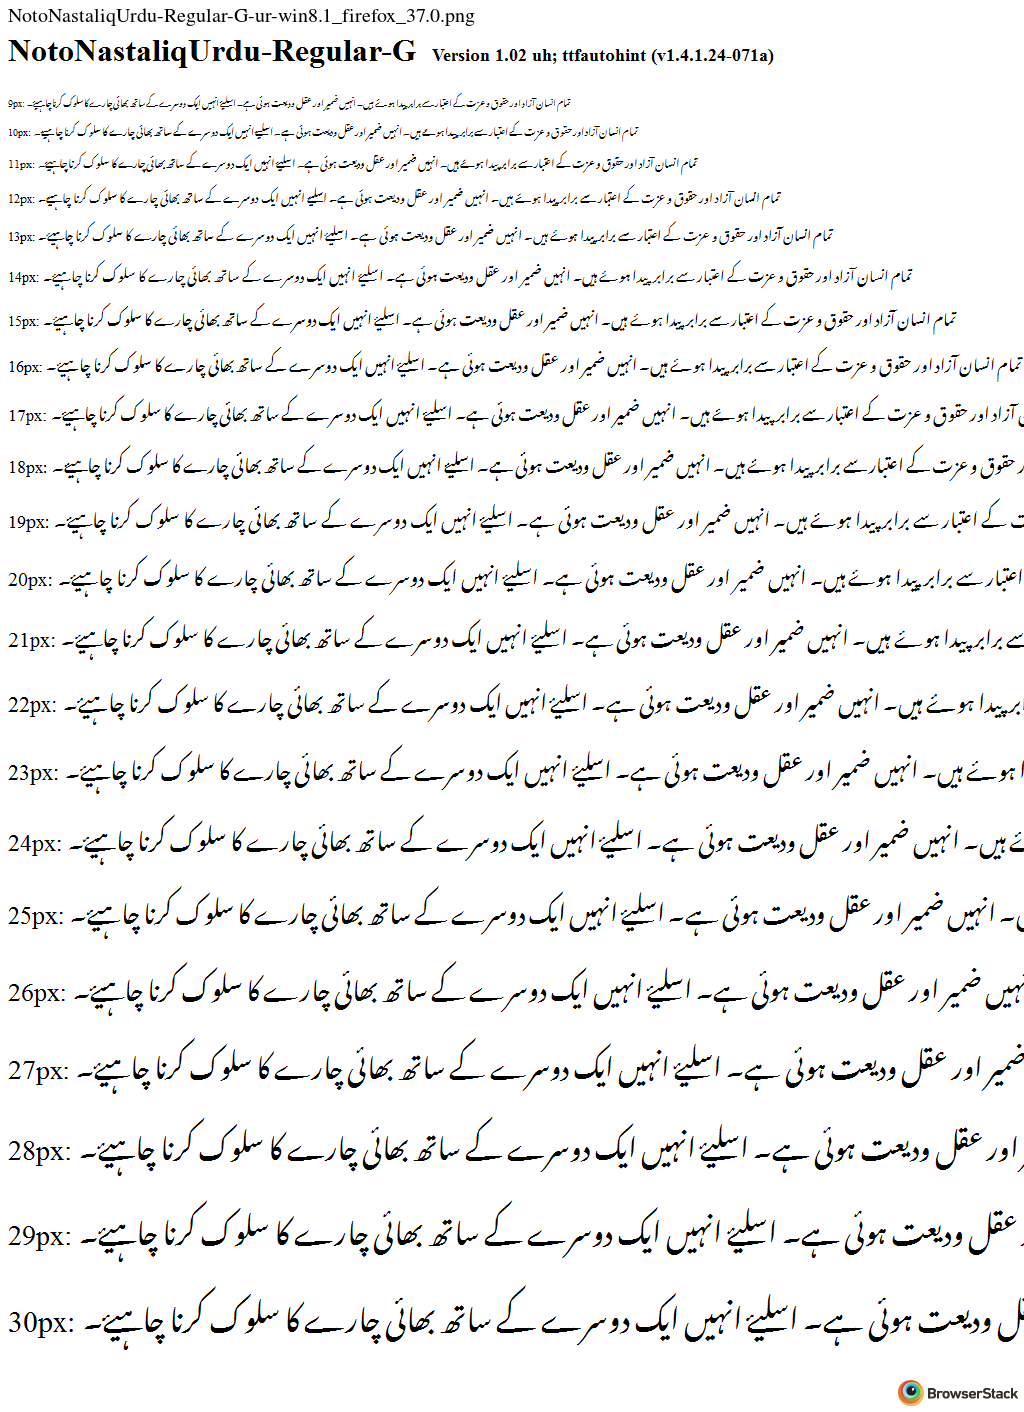 NotoNastaliqUrdu-Regular-G-ur-win8.1_firefox_37.0.png
NotoNastaliqUrdu-Regular-G Version 1.02 uh; ttfautohint (v1.4.1.24-071a)
9px: تمام انسان آزاد اور حقوق و عزت کے اعتبار سے برابر پیدا ہوئے ہیں۔ انہیں ضمیر اور عقل ودیعت ہوئی ہے۔ اسلیۓ انہیں ایک دوسرے کے ساتھ بھائی چارے کا سلوک کرنا چاہیۓ۔
10px: تمام انسان آزاد اور حقوق و عزت کے اعتبار سے برابر پیدا ہوئے ہیں۔ انہیں ضمیر اور عقل ودیعت ہوئی ہے۔ اسلیۓ انہیں ایک دوسرے کے ساتھ بھائی چارے کا سلوک کرنا چاہیۓ۔
11px: تمام انسان آزاد اور حقوق و عزت کے اعتبار سے برابر پیدا ہوئے ہیں۔ انہیں ضمیر اور عقل ودیعت ہوئی ہے۔ اسلیۓ انہیں ایک دوسرے کے ساتھ بھائی چارے کا سلوک کرنا چاہیۓ۔
12px: تمام انسان آزاد اور حقوق و عزت کے اعتبار سے برابر پیدا ہوئے ہیں۔ انہیں ضمیر اور عقل ودیعت ہوئی ہے۔ اسلیۓ انہیں ایک دوسرے کے ساتھ بھائی چارے کا سلوک کرنا چاہیۓ۔
13px: تمام انسان آزاد اور حقوق و عزت کے اعتبار سے برابر پیدا ہوئے ہیں۔ انہیں ضمیر اور عقل ودیعت ہوئی ہے۔ اسلیۓ انہیں ایک دوسرے کے ساتھ بھائی چارے کا سلوک کرنا چاہیۓ۔
14px: تمام انسان آزاد اور حقوق و عزت کے اعتبار سے برابر پیدا ہوئے ہیں۔ انہیں ضمیر اور عقل ودیعت ہوئی ہے۔ اسلیۓ انہیں ایک دوسرے کے ساتھ بھائی چارے کا سلوک کرنا چاہیۓ۔
15px: تمام انسان آزاد اور حقوق و عزت کے اعتبار سے برابر پیدا ہوئے ہیں۔ انہیں ضمیر اور عقل ودیعت ہوئی ہے۔ اسلیۓ انہیں ایک دوسرے کے ساتھ بھائی چارے کا سلوک کرنا چاہیۓ۔
16px: تمام انسان آزاد اور حقوق و عزت کے اعتبار سے برابر پیدا ہوئے ہیں۔ انہیں ضمیر اور عقل ودیعت ہوئی ہے۔ اسلیۓ انہیں ایک دوسرے کے ساتھ بھائی چارے کا سلوک کرنا چاہیۓ۔
17px: آزاد اور حقوق و عزت کے اعتبار سے برابر پیدا ہوئے ہیں۔ انہیں ضمیر اور عقل ودیعت ہوئی ہے۔ اسلیۓ انہیں ایک دوسرے کے ساتھ بھائی چارے کا سلوک کرنا چاہیۓ۔
18px: حقوق و عزت کے اعتبار سے برابر پیدا ہوئے ہیں۔ انہیں ضمیر اور عقل ودیعت ہوئی ہے۔ اسلیۓ انہیں ایک دوسرے کے ساتھ بھائی چارے کا سلوک کرنا چاہیۓ۔
19px: کے اعتبار سے برابر پیدا ہوئے ہیں۔ انہیں ضمیر اور عقل ودیعت ہوئی ہے۔ اسلیۓ انہیں ایک دوسرے کے ساتھ بھائی چارے کا سلوک کرنا چاہیۓ۔
20px: اعتبار سے برابر پیدا ہوئے ہیں۔ انہیں ضمیر اور عقل ودیعت ہوئی ہے۔ اسلیۓ انہیں ایک دوسرے کے ساتھ بھائی چارے کا سلوک کرنا چاہیۓ۔
21px: سے برابر پیدا ہوئے ہیں۔ انہیں ضمیر اور عقل ودیعت ہوئی ہے۔ اسلیۓ انہیں ایک دوسرے کے ساتھ بھائی چارے کا سلوک کرنا چاہیۓ۔
22px: پیدا ہوئے ہیں۔ انہیں ضمیر اور عقل ودیعت ہوئی ہے۔ اسلیۓ انہیں ایک دوسرے کے ساتھ بھائی چارے کا سلوک کرنا چاہیۓ۔
23px: ہوئے ہیں۔ انہیں ضمیر اور عقل ودیعت ہوئی ہے۔ اسلیۓ انہیں ایک دوسرے کے ساتھ بھائی چارے کا سلوک کرنا چاہیۓ۔
24px: ہیں۔ انہیں ضمیر اور عقل ودیعت ہوئی ہے۔ اسلیۓ انہیں ایک دوسرے کے ساتھ بھائی چارے کا سلوک کرنا چاہیۓ۔
25px: انہیں ضمیر اور عقل ودیعت ہوئی ہے۔ اسلیۓ انہیں ایک دوسرے کے ساتھ بھائی چارے کا سلوک کرنا چاہیۓ۔
26px: ضمیر اور عقل ودیعت ہوئی ہے۔ اسلیۓ انہیں ایک دوسرے کے ساتھ بھائی چارے کا سلوک کرنا چاہیۓ۔
27px: ضمیر اور عقل ودیعت ہوئی ہے۔ اسلیۓ انہیں ایک دوسرے کے ساتھ بھائی چارے کا سلوک کرنا چاہیۓ۔
28px: اور عقل ودیعت ہوئی ہے۔ اسلیۓ انہیں ایک دوسرے کے ساتھ بھائی چارے کا سلوک کرنا چاہیۓ۔
29px: عقل ودیعت ہوئی ہے۔ اسلیۓ انہیں ایک دوسرے کے ساتھ بھائی چارے کا سلوک کرنا چاہیۓ۔
30px: ودیعت ہوئی ہے۔ اسلیۓ انہیں ایک دوسرے کے ساتھ بھائی چارے کا سلوک کرنا چاہیۓ۔
BrowserStack